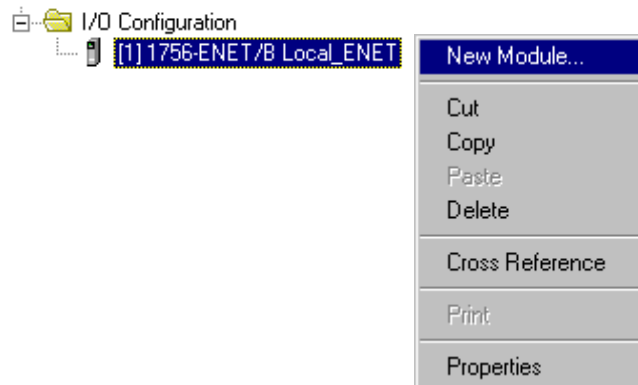 I/O Configuration
[1] 1756-ENET/B Local_ENET
New Module...
Cut
Copy
Paste
Delete
Cross Reference
Print
Properties